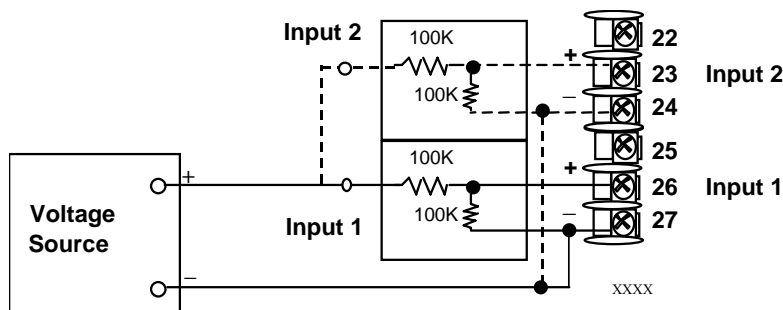 Input 2
100K
100K
+
–
22
23
24
Input 2
25
100K
100K
+
–
26
27
Input 1
Input 1
Voltage
Source
+
–
XXXX